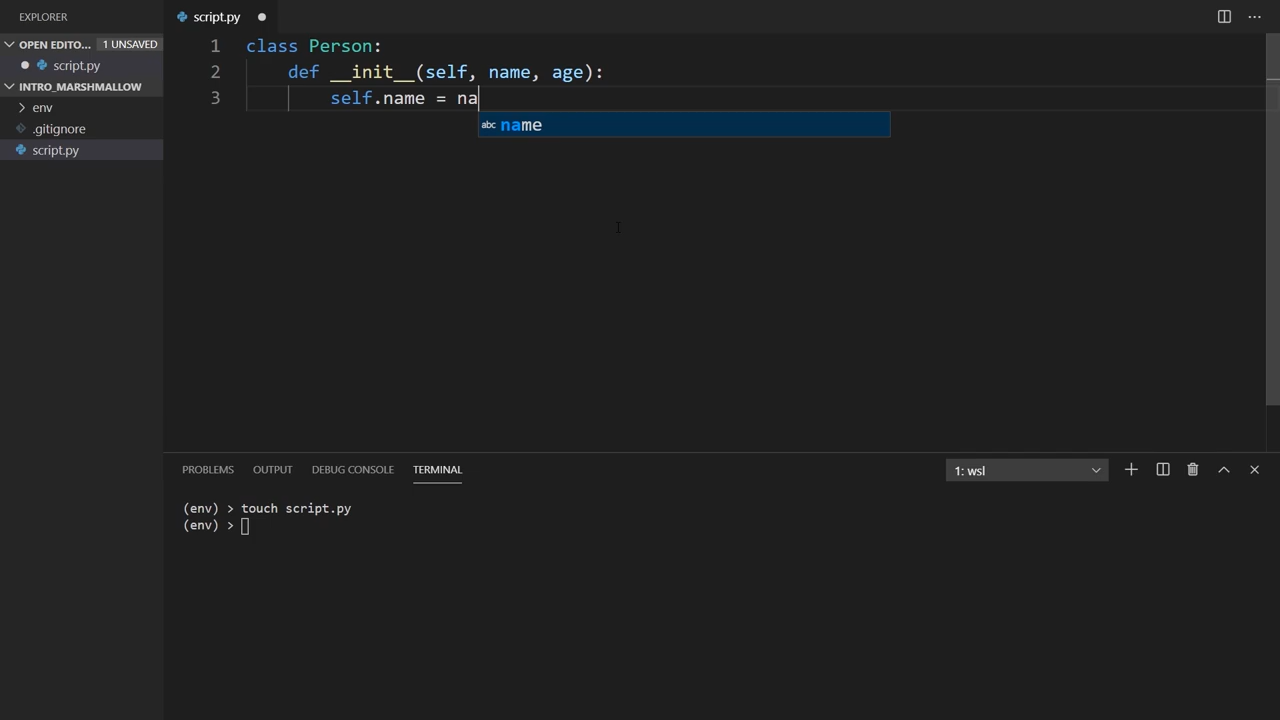 EXPLORER
OPEN EDITO... 1 UNSAVED
script.py
INTRO_MARSHMALLOW
env
.gitignore
script.py
script.py
1 class Person:
2 def __init__(self, name, age):
3 self.name = na
abc name
PROBLEMS OUTPUT DEBUG CONSOLE TERMINAL 1: wsl
(env) > touch script.py
(env) >